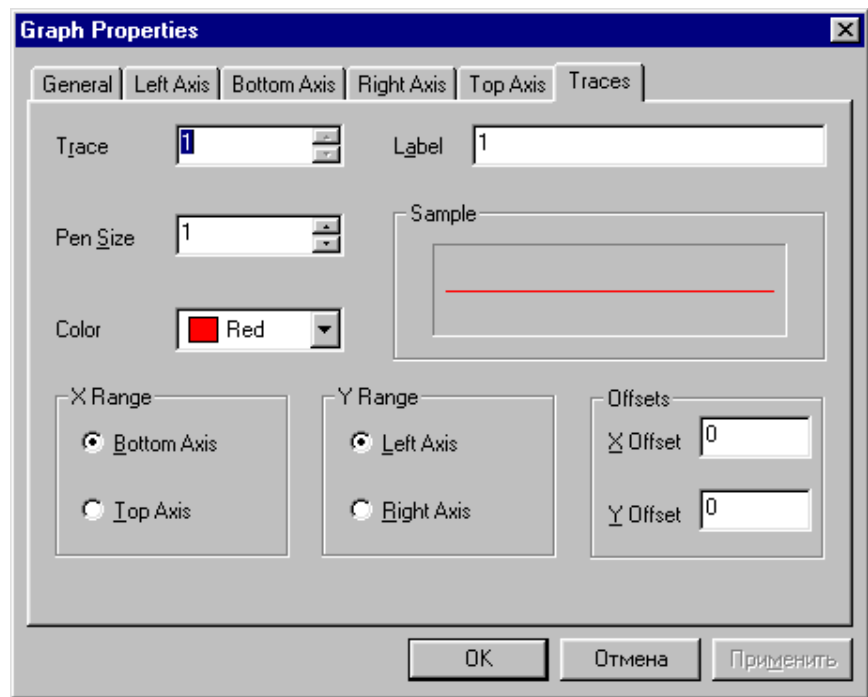 Graph Properties
General Left Axis Bottom Axis Right Axis Top Axis Traces
Trace 1 Label 1
Pen Size 1 Sample
Color Red
X Range Y Range Offsets
Bottom Axis Left Axis X Offset 0
Top Axis Right Axis Y Offset 0
OK Отмена Применить